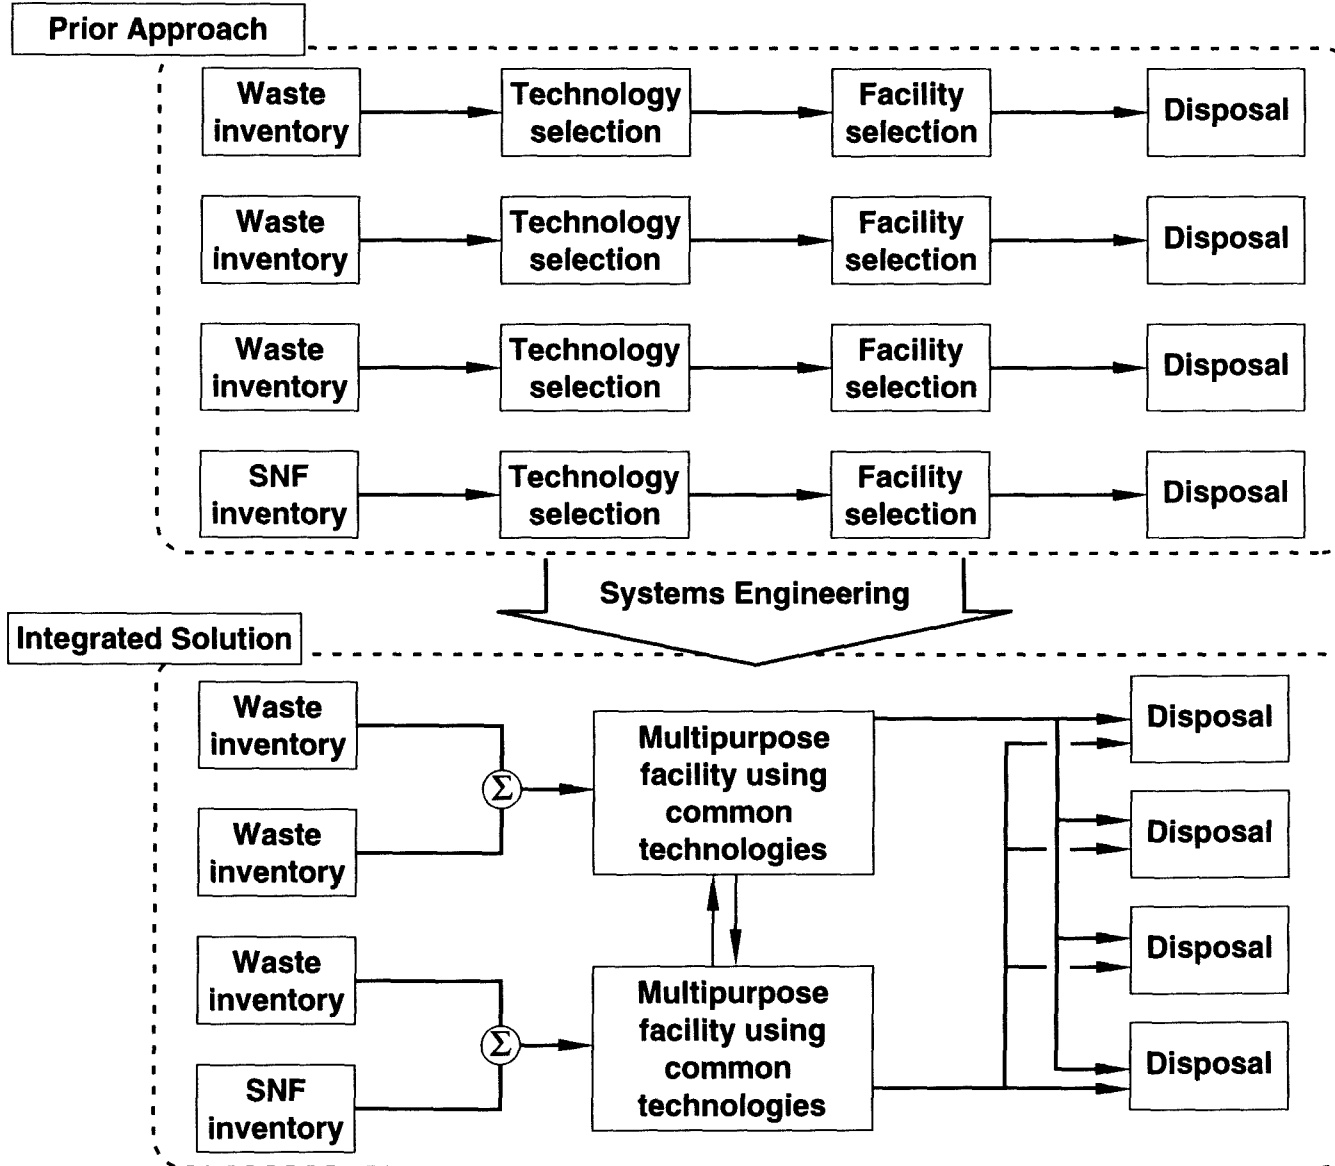 Prior Approach
Waste
inventory
Technology
selection
Facility
selection
Disposal
Waste
inventory
Technology
selection
Facility
selection
Disposal
Waste
inventory
Technology
selection
Facility
selection
Disposal
SNF
inventory
Technology
selection
Facility
selection
Disposal
Systems Engineering
Integrated Solution
Waste
inventory
Waste
inventory
Σ
Multipurpose
facility using
common
technologies
Waste
inventory
SNF
inventory
Σ
Multipurpose
facility using
common
technologies
Disposal
Disposal
Disposal
Disposal